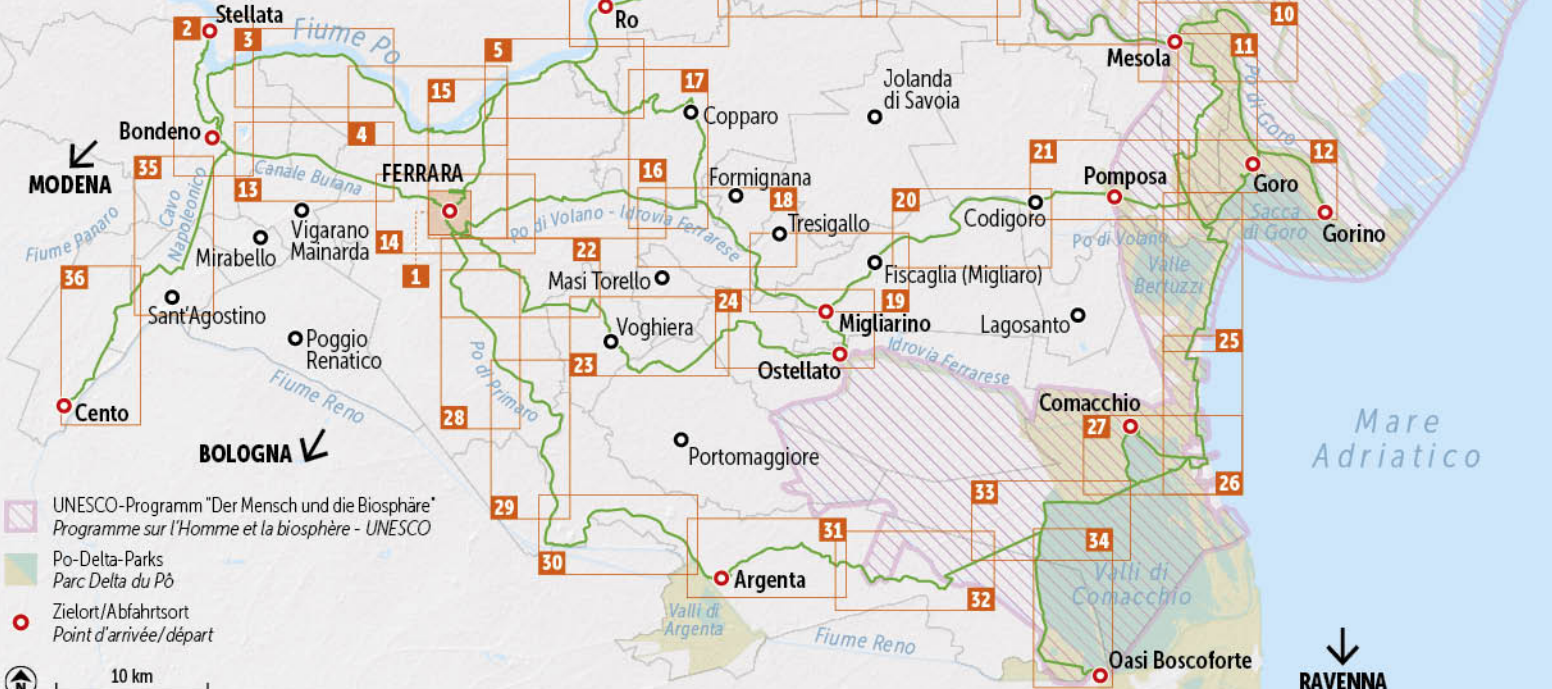 2
Stellata
3
Fiume Po
5
Ro
10
Mesola
11
Po di Goro
15
17
Copparo
Jolanda
di Savoia
Bondeno
4
MODENA
35
13
Canale Buiana
FERRARA
Cavo
Napoleonico
Fiume Panaro
16
Formignana
18
Tresigallo
20
21
Codigoro
Pomposa
12
Goro
Gorino
Sacca
di Goro
Vigarano
Mainarda
Mirabello
14
1
Po di Volano - Idrovia Ferrarese
22
Masi Torello
Fiscaglia (Migliaro)
Po di Volano
Valle
Bertuzzi
36
Sant'Agostino
Poggio
Renatico
24
Voghiera
19
Migliarino
Lagosanto
25
23
Ostellato
Idrovia Ferrarese
Po di Primaro
Fiume Reno
Cento
28
Comacchio
27
Mare
Adriatico
BOLOGNA
Portomaggiore
26
33
29
UNESCO-Programm "Der Mensch und die Biosphäre"
Programme sur l'Homme et la biosphère - UNESCO
31
34
30
Po-Delta-Parks
Parc Delta du Pô
Argenta
32
Valli di
Comacchio
Valli di
Argenta
Zielort/Abfahrtsort
Point d'arrivée/départ
Fiume Reno
Oasi Boscoforte
RAVENNA
N
10 km